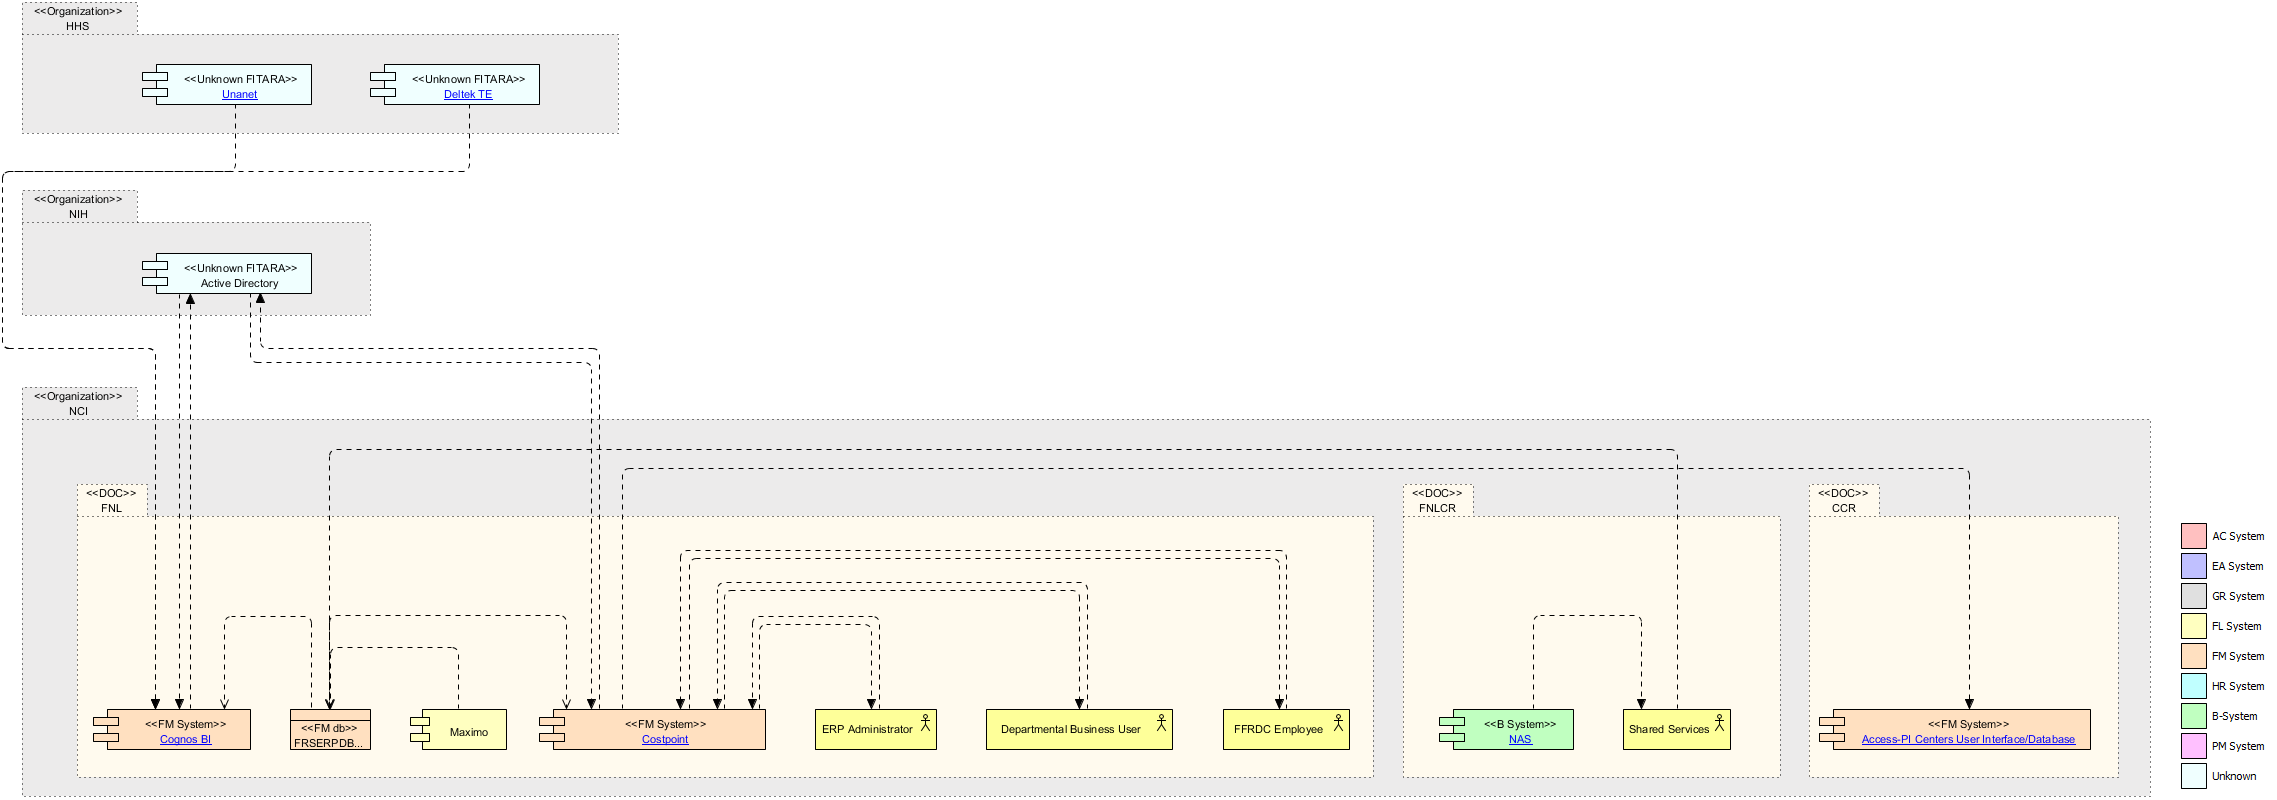 <<Organization>>
HHS
<<Unknown FITARA>>
Unanet
<<Unknown FITARA>>
Deltek TE
<<Organization>>
NIH
<<Unknown FITARA>>
Active Directory
<<Organization>>
NCI
<<DOC>>
FNL
<<DOC>>
FNLCR
<<DOC>>
CCR
<<FM System>>
Cognos BI
<<FM db>>
FRSERPDB...
Maximo
<<FM System>>
Costpoint
ERP Administrator
Departmental Business User
FFRDC Employee
<<B System>>
NAS
Shared Services
<<FM System>>
Access-PI Centers User Interface/Database
AC System
EA System
GR System
FL System
FM System
HR System
B-System
PM System
Unknown